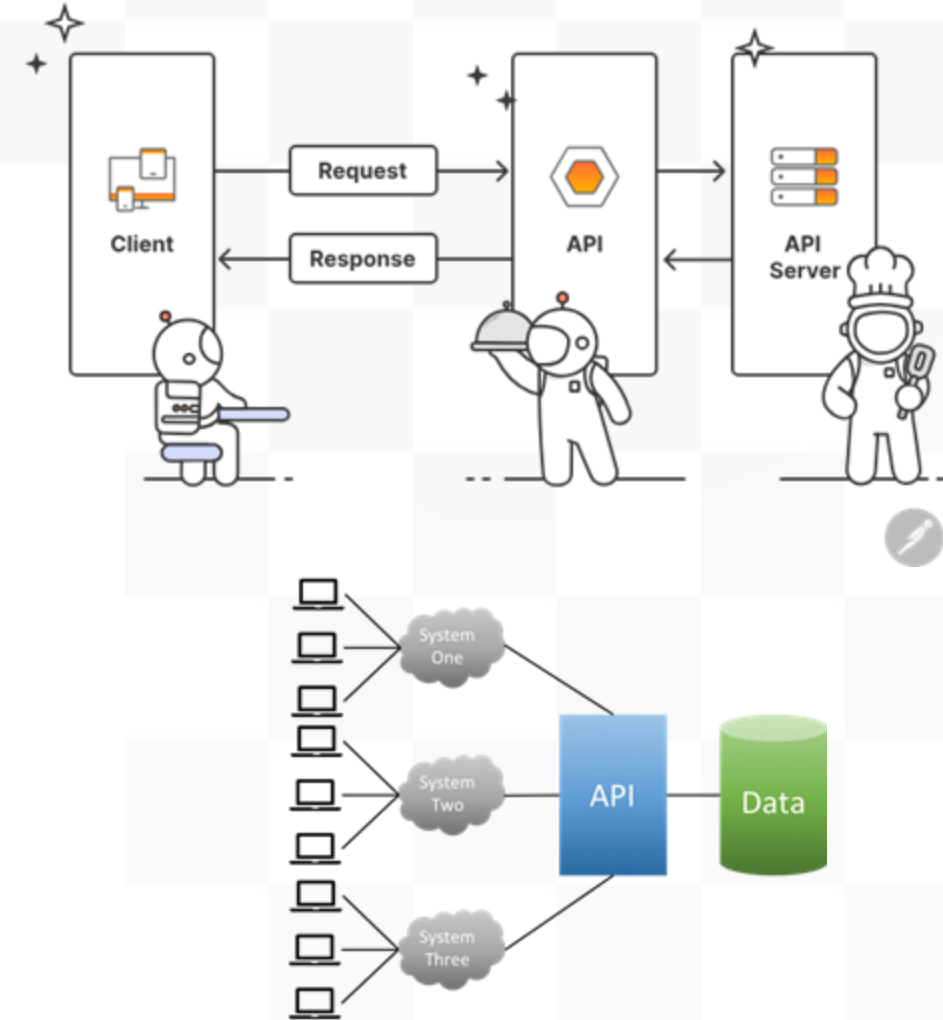 Request
Client
API
API
Server
Response
System
One
System
Two
API
Data
System
Three